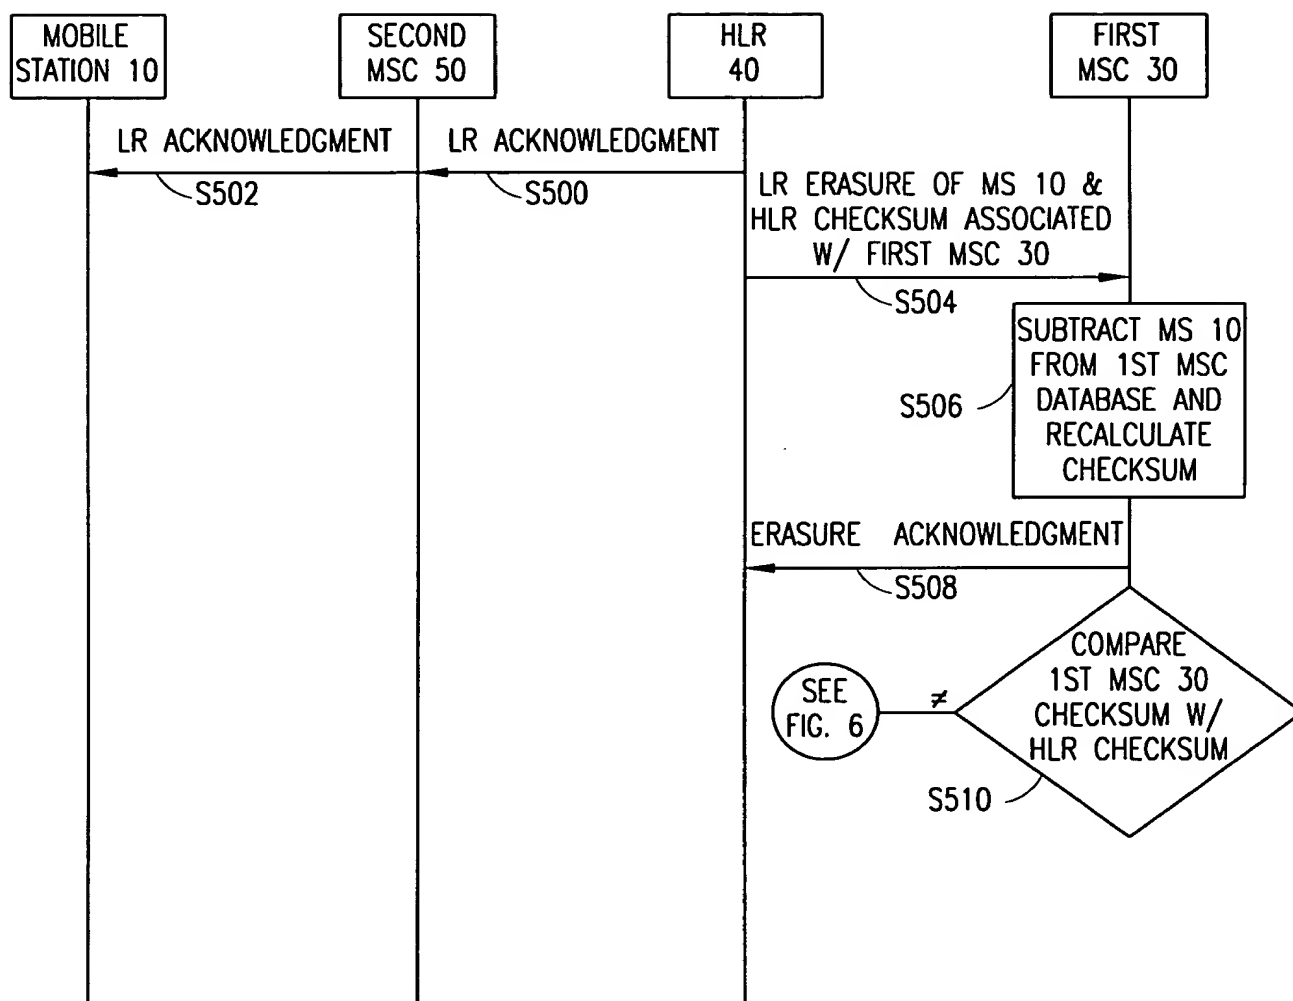 MOBILE
STATION 10
SECOND
MSC 50
HLR
40
FIRST
MSC 30
LR ACKNOWLEDGMENT
LR ACKNOWLEDGMENT
S502
S500
LR ERASURE OF MS 10 &
HLR CHECKSUM ASSOCIATED
W/ FIRST MSC 30
S504
SUBTRACT MS 10
FROM 1ST MSC
DATABASE AND
RECALCULATE
CHECKSUM
S506
ERASURE ACKNOWLEDGMENT
S508
COMPARE
1ST MSC 30
CHECKSUM W/
HLR CHECKSUM
≠
SEE
FIG. 6
S510